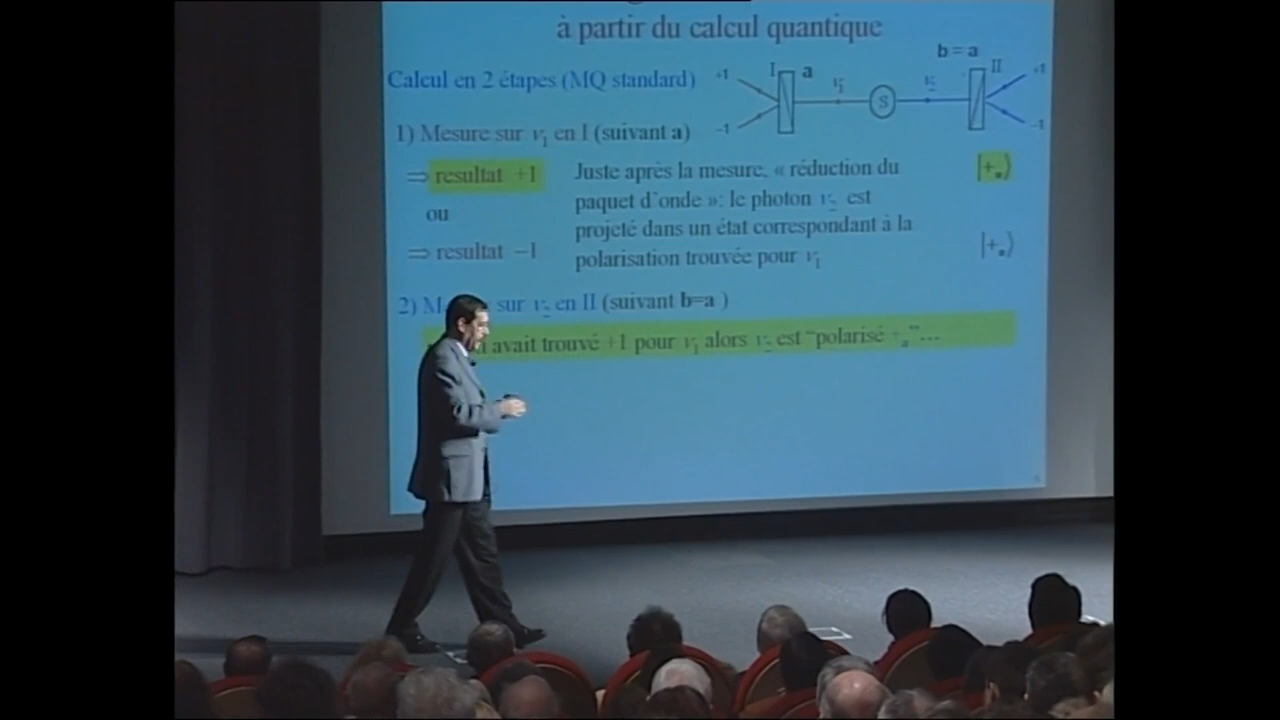 à partir du calcul quantique
Calcul en 2 étapes (MQ standard)
+1 I a ν₁ S ν₂ b = a II +1
-1 -1
1) Mesure sur ν₁ en I (suivant a)
⇒ resultat +1
ou
⇒ resultat −1
Juste après la mesure, « réduction du
paquet d'onde »: le photon ν₂ est
projeté dans un état correspondant à la
polarisation trouvée pour ν₁
|+ₐ⟩
|+ₐ⟩
2) M sur ν₂ en II (suivant b=a )
avait trouvé +1 pour ν₁ alors ν₂ est “polarisé +ₐ”…